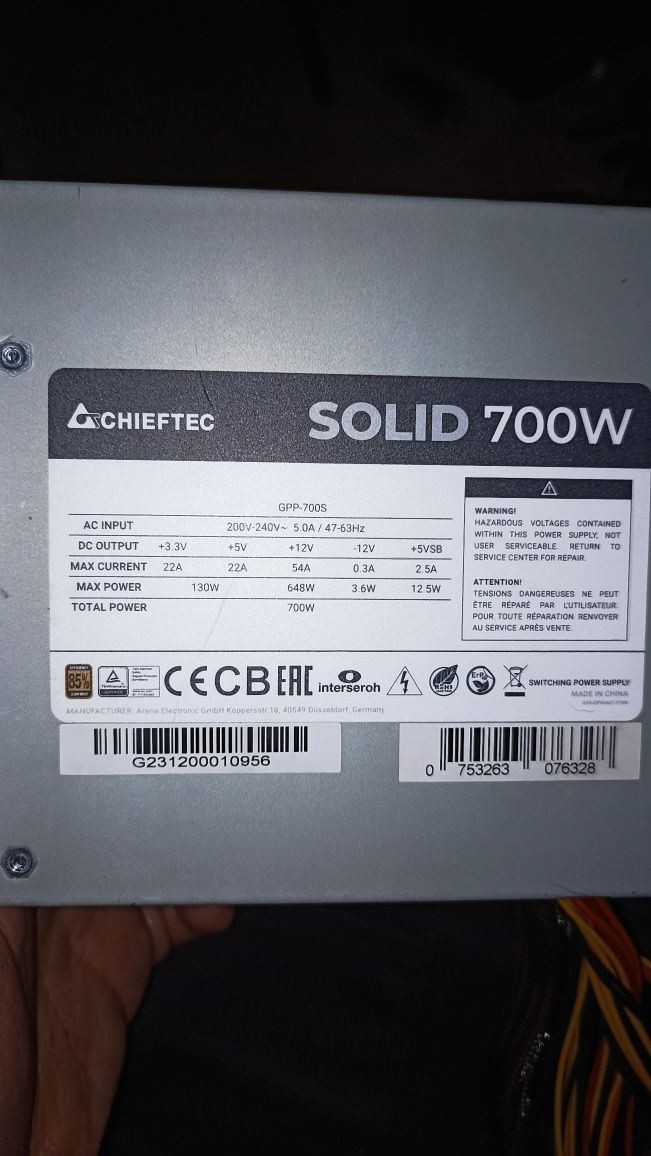 CHIEFTEC
SOLID 700W
GPP-700S
AC INPUT 200V-240V~ 5.0A / 47-63Hz
DC OUTPUT +3.3V +5V +12V -12V +5VSB
MAX CURRENT 22A 22A 54A 0.3A 2.5A
MAX POWER 130W 648W 3.6W 12.5W
TOTAL POWER 700W
WARNING!
HAZARDOUS VOLTAGES CONTAINED
WITHIN THIS POWER SUPPLY, NOT
USER SERVICEABLE. RETURN TO
SERVICE CENTER FOR REPAIR.
ATTENTION!
TENSIONS DANGEREUSES NE PEUT
ÊTRE RÉPARÉ PAR L'UTILISATEUR.
POUR TOUTE RÉPARATION RENVOYER
AU SERVICE APRÈS VENTE.
85%
CE CB EAC interseroh RoHS ErP
SWITCHING POWER SUPPLY
MADE IN CHINA
MANUFACTURER Arena Electronic GmbH Koppersstr.18, 40549 Düsseldorf, Germany
G231200010956
0 753263 076328